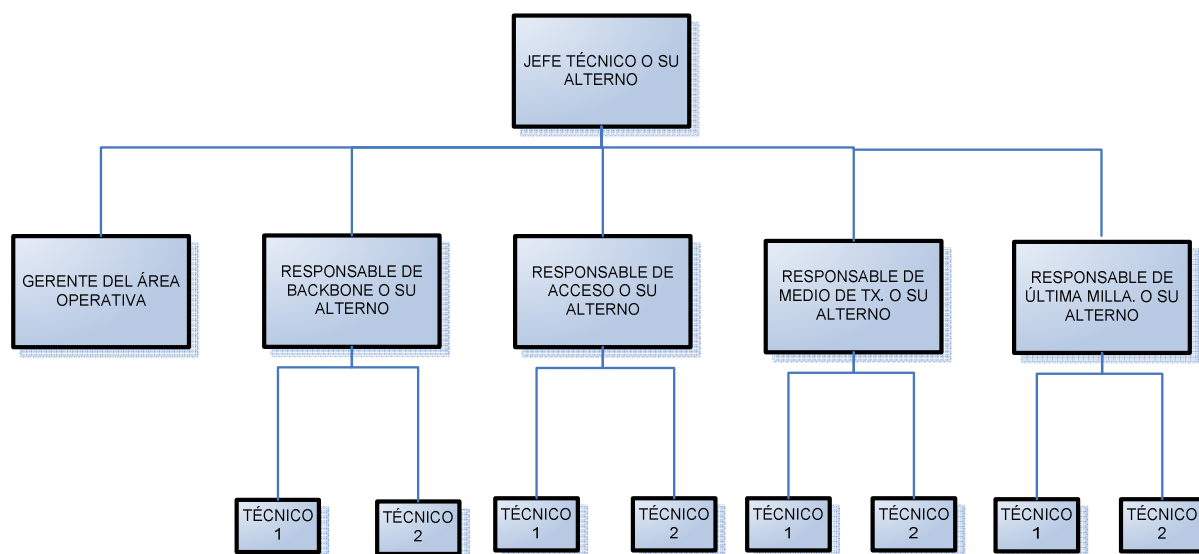 JEFE TÉCNICO O SU
ALTERNO
GERENTE DEL ÁREA
OPERATIVA
RESPONSABLE DE
BACKBONE O SU
ALTERNO
RESPONSABLE DE
ACCESO O SU
ALTERNO
RESPONSABLE DE
MEDIO DE TX. O SU
ALTERNO
RESPONSABLE DE
ÚLTIMA MILLA. O SU
ALTERNO
TÉCNICO
1
TÉCNICO
2
TÉCNICO
1
TÉCNICO
2
TÉCNICO
1
TÉCNICO
2
TÉCNICO
1
TÉCNICO
2